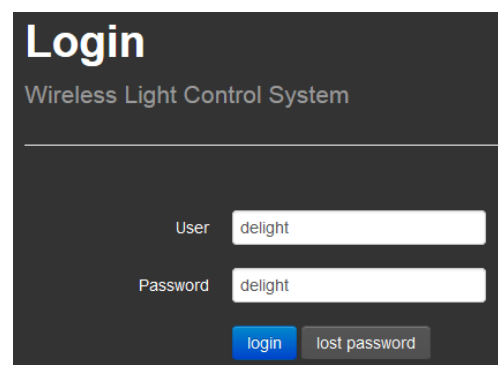 Login
Wireless Light Control System
User delight
Password delight
login lost password